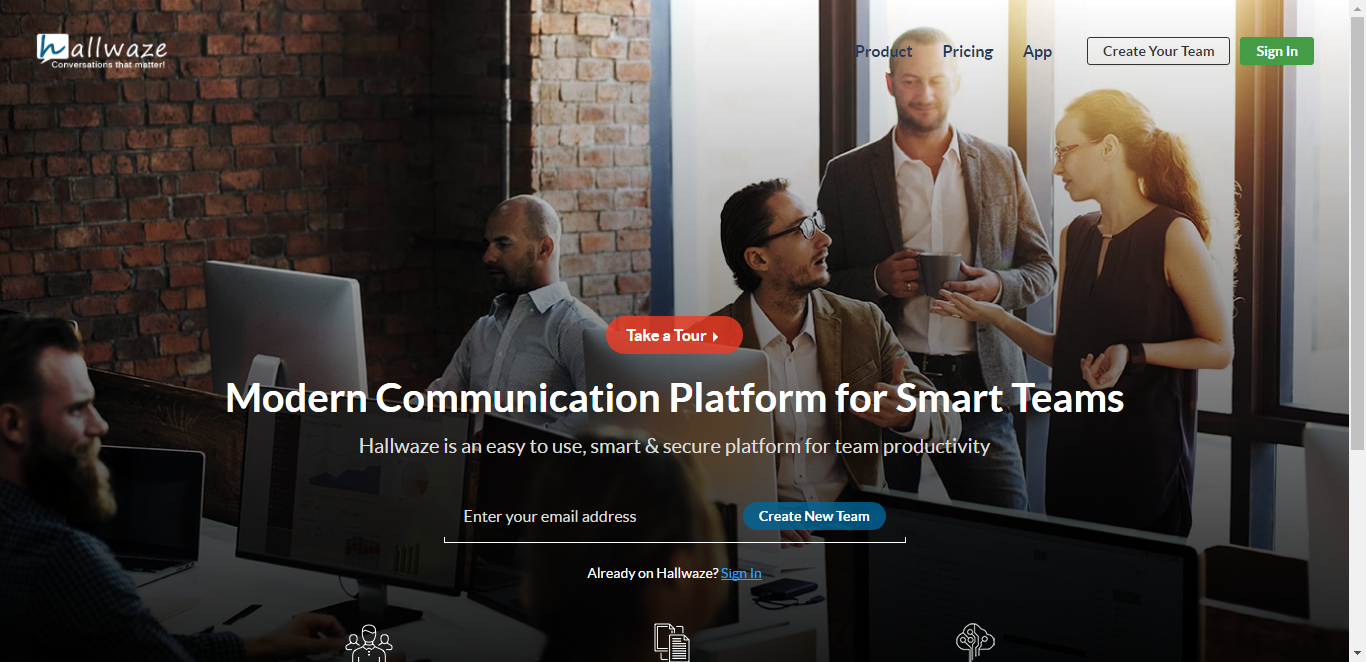 hallwaze
Conversations that matter!
Product
Pricing
App
Create Your Team
Sign In
Take a Tour
Modern Communication Platform for Smart Teams
Hallwaze is an easy to use, smart & secure platform for team productivity
Enter your email address
Create New Team
Already on Hallwaze? Sign In